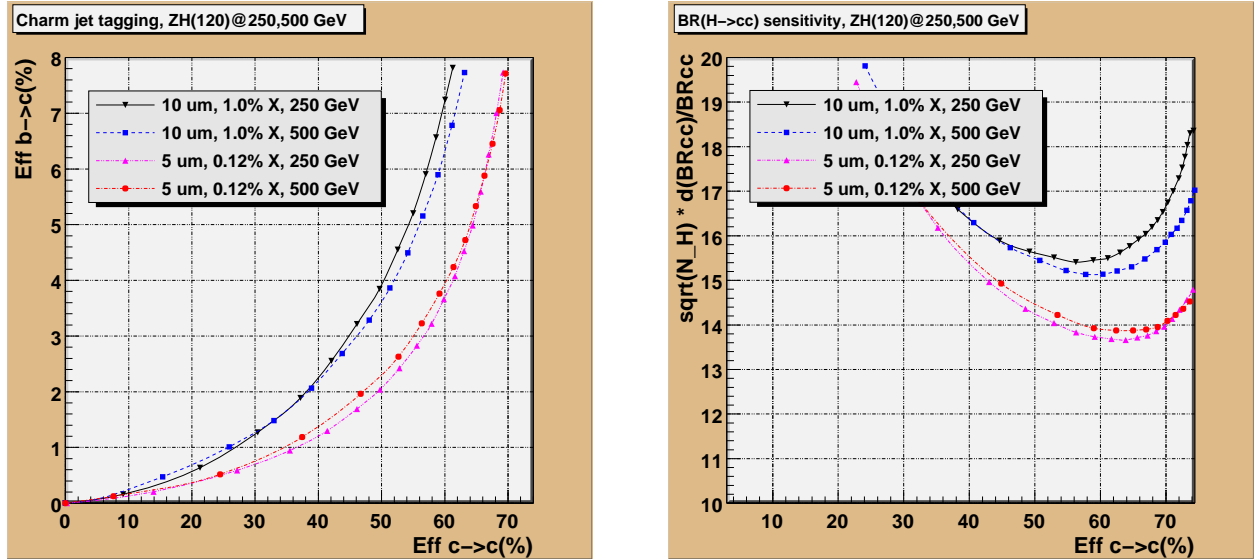 Charm jet tagging, ZH(120)@250,500 GeV
Eff b->c(%)
8
7
6
5
4
3
2
1
0
10 um, 1.0% X, 250 GeV
10 um, 1.0% X, 500 GeV
5 um, 0.12% X, 250 GeV
5 um, 0.12% X, 500 GeV
0 10 20 30 40 50 60 70
Eff c->c(%)
BR(H->cc) sensitivity, ZH(120)@250,500 GeV
sqrt(N_H) * d(BRcc)/BRcc
20
19
18
17
16
15
14
13
12
11
10
10 um, 1.0% X, 250 GeV
10 um, 1.0% X, 500 GeV
5 um, 0.12% X, 250 GeV
5 um, 0.12% X, 500 GeV
10 20 30 40 50 60 70
Eff c->c(%)